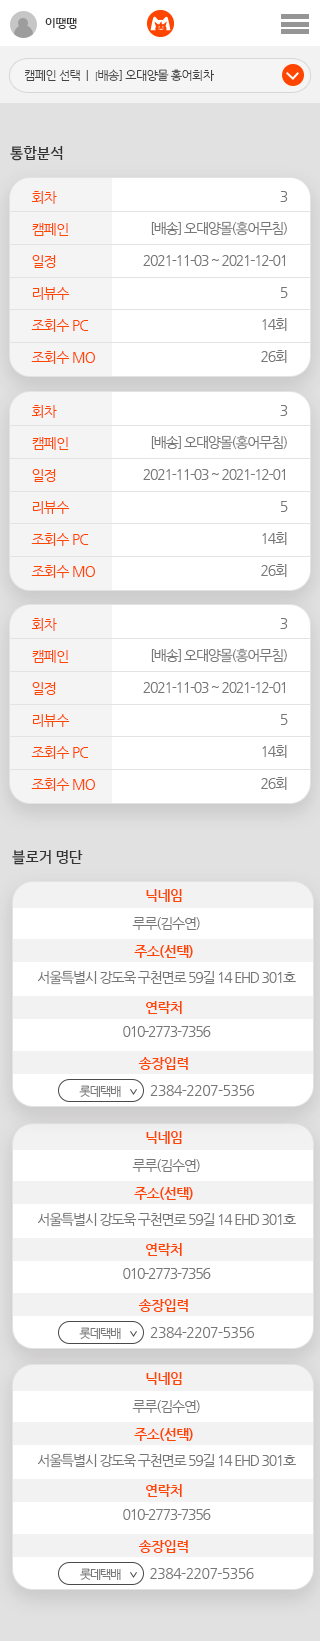 이땡땡
캠페인 선택 | [배송] 오대양몰 홍어회차
통합분석
회차 3
캠페인 [배송] 오대양몰(홍어무침)
일정 2021-11-03 ~ 2021-12-01
리뷰수 5
조회수 PC 14회
조회수 MO 26회
회차 3
캠페인 [배송] 오대양몰(홍어무침)
일정 2021-11-03 ~ 2021-12-01
리뷰수 5
조회수 PC 14회
조회수 MO 26회
회차 3
캠페인 [배송] 오대양몰(홍어무침)
일정 2021-11-03 ~ 2021-12-01
리뷰수 5
조회수 PC 14회
조회수 MO 26회
블로거 명단
닉네임
루루(김수연)
주소(선택)
서울특별시 강도욱 구천면로 59길 14 EHD 301호
연락처
010-2773-7356
송장입력
롯데택배 2384-2207-5356
닉네임
루루(김수연)
주소(선택)
서울특별시 강도욱 구천면로 59길 14 EHD 301호
연락처
010-2773-7356
송장입력
롯데택배 2384-2207-5356
닉네임
루루(김수연)
주소(선택)
서울특별시 강도욱 구천면로 59길 14 EHD 301호
연락처
010-2773-7356
송장입력
롯데택배 2384-2207-5356